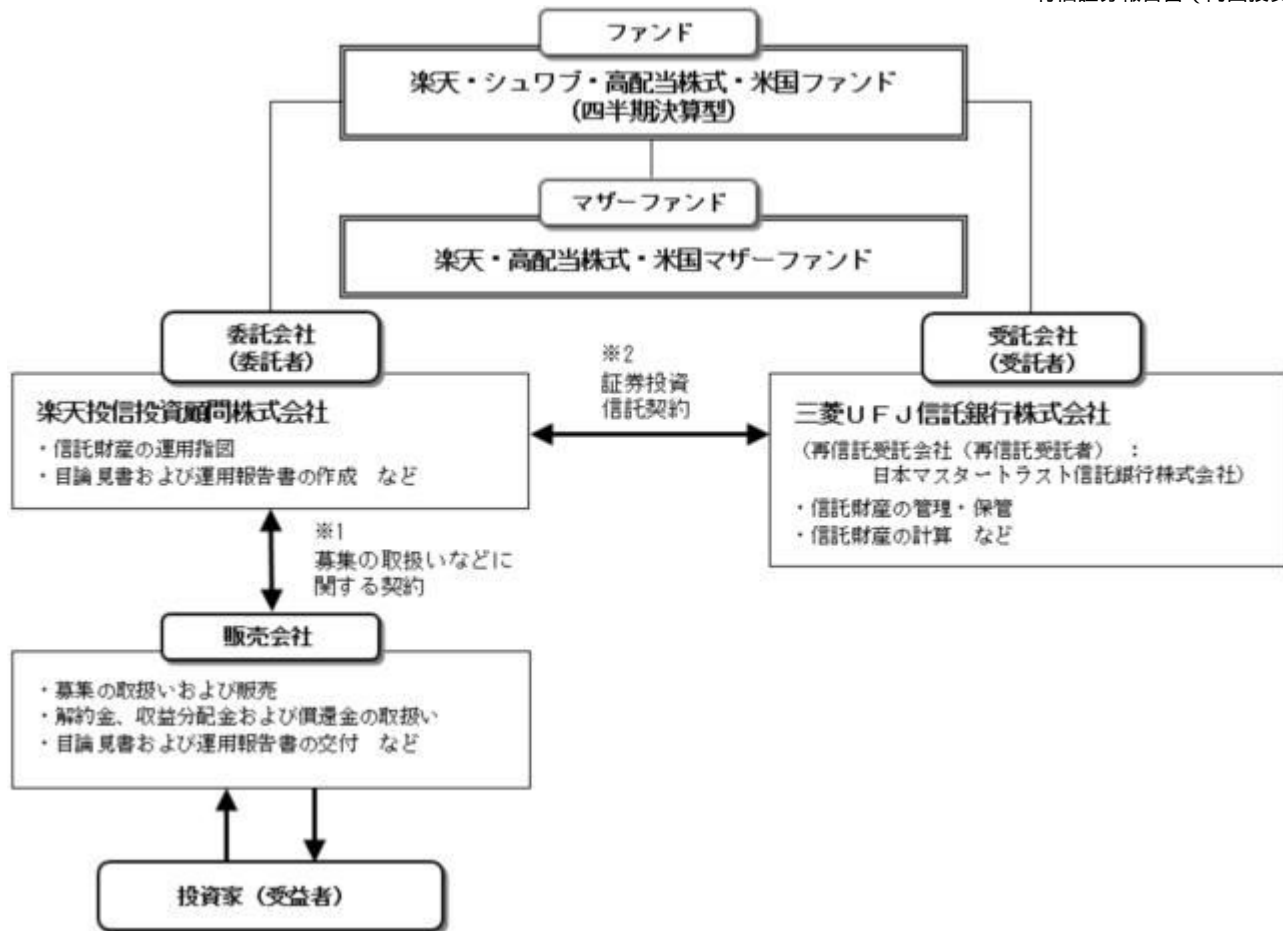 ファンド
楽天・シュワブ・高配当株式・米国ファンド
(四半期決算型)
マザーファンド
楽天・高配当株式・米国マザーファンド
委託会社
(委託者)
楽天投信投資顧問株式会社
・信託財産の運用指図
・目論見書および運用報告書の作成　など
※2
証券投資
信託契約
受託会社
(受託者)
三菱UFJ信託銀行株式会社
(再信託受託会社(再信託受託者)　:
日本マスタートラスト信託銀行株式会社)
・信託財産の管理・保管
・信託財産の計算　など
※1
募集の取扱いなどに
関する契約
販売会社
・募集の取扱いおよび販売
・解約金、収益分配金および償還金の取扱い
・目論見書および運用報告書の交付　など
投資家(受益者)